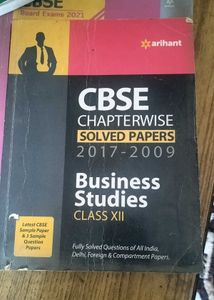 CBSE
Board Exams 2021
arihant
CBSE
CHAPTERWISE
SOLVED PAPERS
2017-2009
Business
Studies
CLASS XII
Latest CBSE
Sample Paper
& 3 Sample
Question
Papers
Fully Solved Questions of All India,
Delhi, Foreign & Compartment Papers.